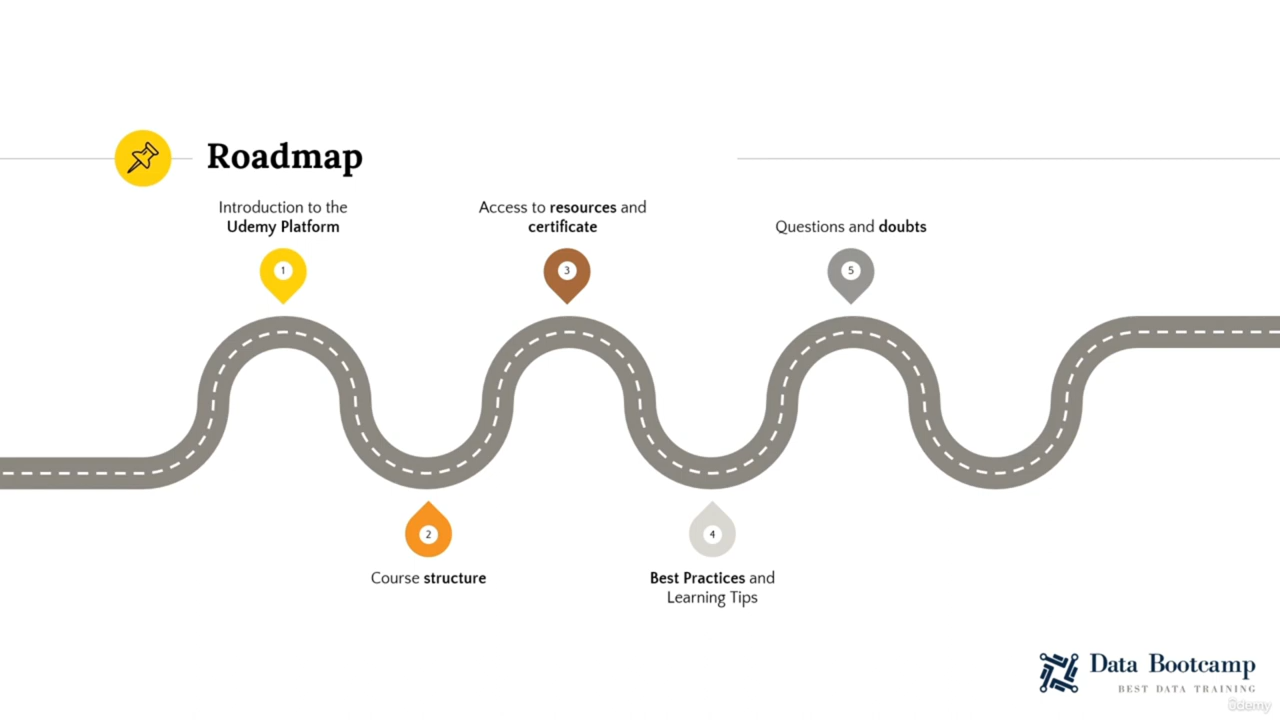 Roadmap
Introduction to the
Udemy Platform
1
Access to resources and
certificate
3
Questions and doubts
5
2
Course structure
4
Best Practices and
Learning Tips
Data Bootcamp
BEST DATA TRAINING
ûdemy